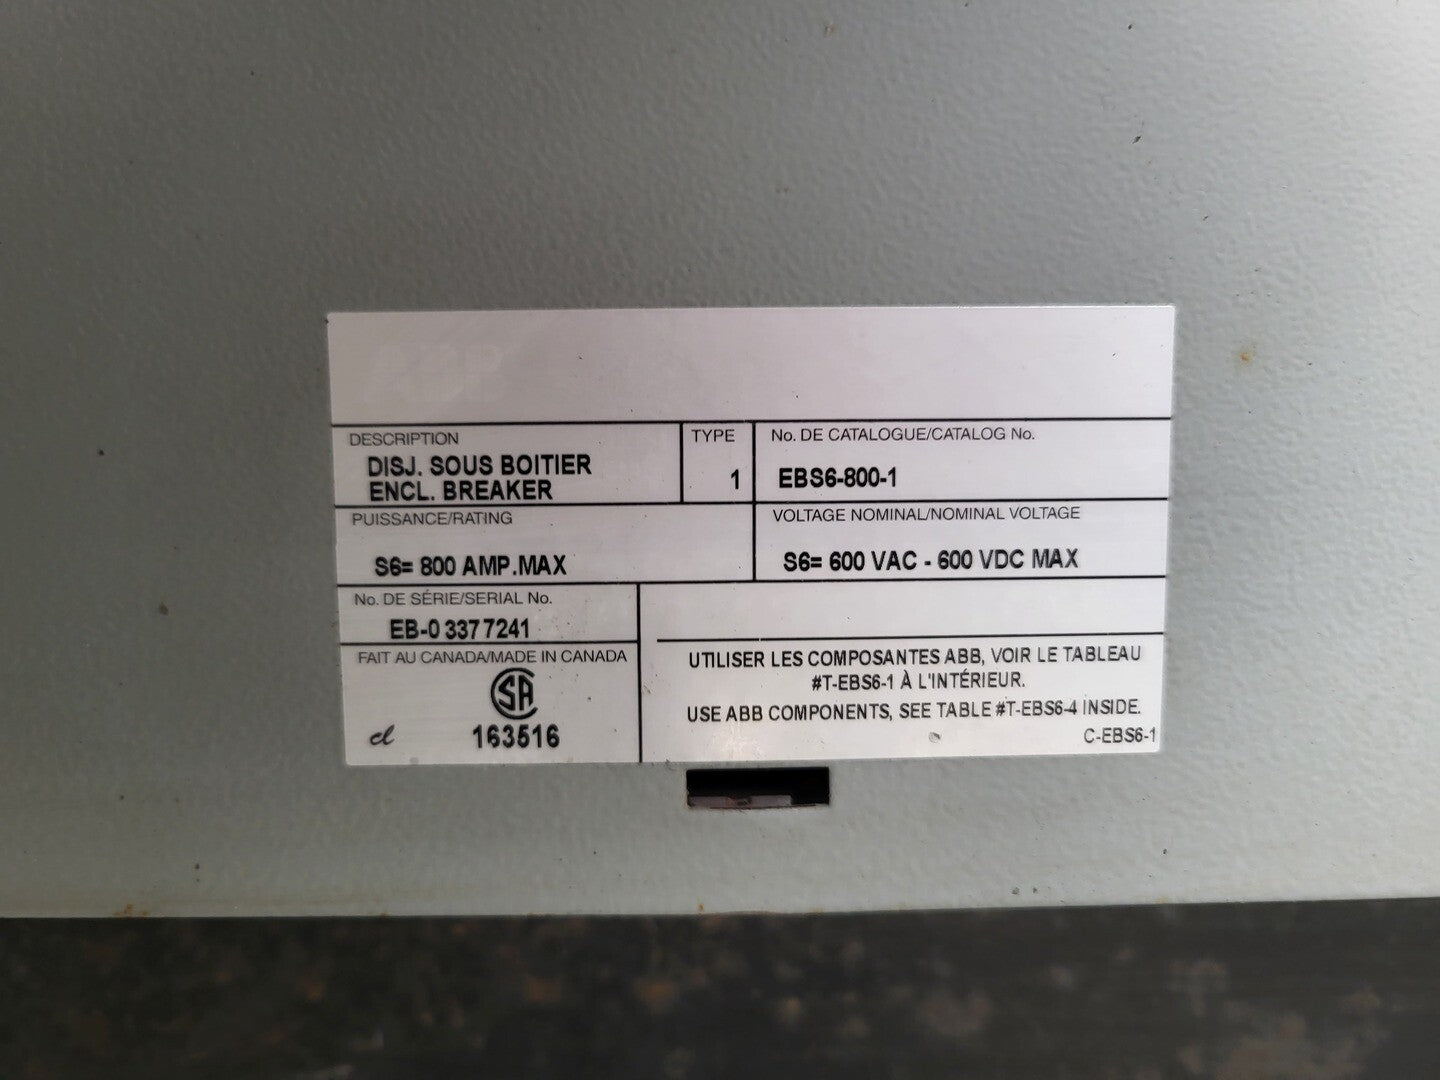 ABB
DESCRIPTION
DISJ. SOUS BOITIER
ENCL. BREAKER
TYPE
1
No. DE CATALOGUE/CATALOG No.
EBS6-800-1
PUISSANCE/RATING
S6= 800 AMP.MAX
VOLTAGE NOMINAL/NOMINAL VOLTAGE
S6= 600 VAC - 600 VDC MAX
No. DE SÉRIE/SERIAL No.
EB-0 337 7241
FAIT AU CANADA/MADE IN CANADA
SA
cl 163516
UTILISER LES COMPOSANTES ABB, VOIR LE TABLEAU
#T-EBS6-1 À L'INTÉRIEUR.
USE ABB COMPONENTS, SEE TABLE #T-EBS6-4 INSIDE.
C-EBS6-1